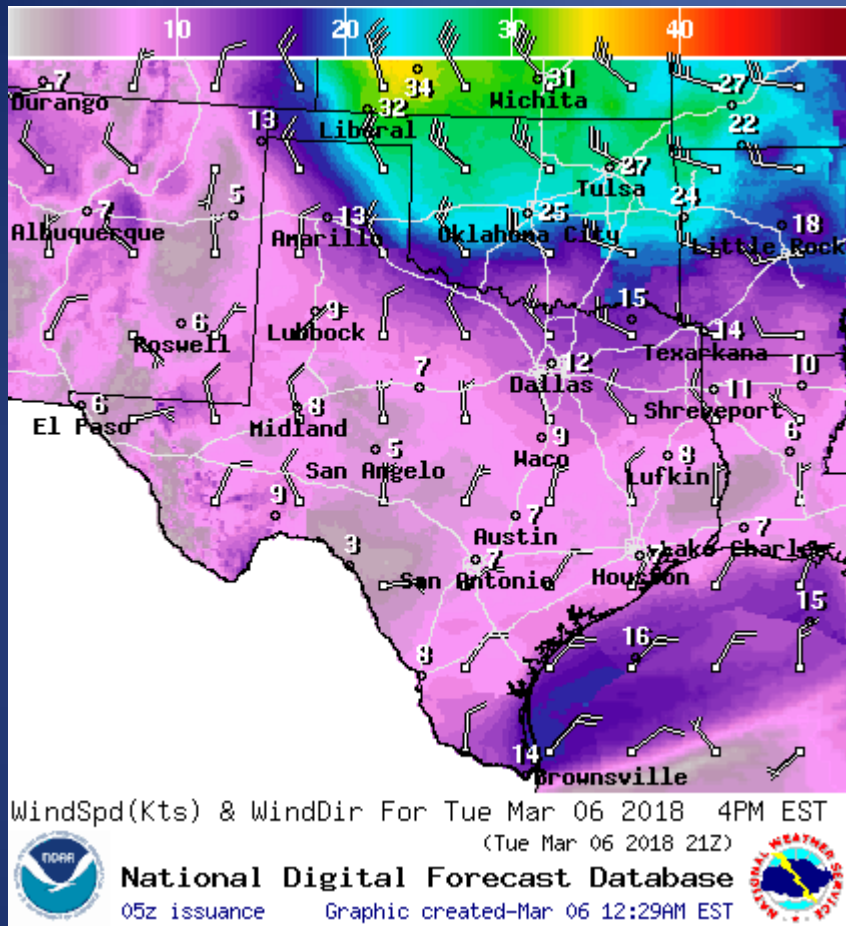 10 20 30 40
7 34 31 27
Durango Wichita
32
Liberal
13 22
27
Tulsa
7 5 13 25 24 18
Albuquerque Amarillo Oklahoma City Little Rock
6 9 15 14
Roswell Lubbock Texarkana
7 12 10
Dallas
6 8 11
El Paso Midland Shreveport
5 9 8 6
San Angelo Waco Lufkin
9 7 7
Austin
3 7 7 Lake Charles
San Antonio Houston
15
8 16
14
Brownsville
WindSpd(Kts) & WindDir For Tue Mar 06 2018 4PM EST
(Tue Mar 06 2018 21Z)
noaa
National Digital Forecast Database
05z issuance Graphic created-Mar 06 12:29AM EST
NATIONAL WEATHER SERVICE